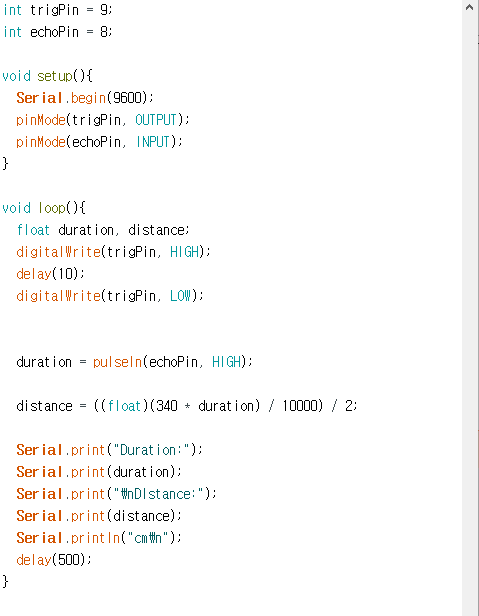 int trigPin = 9;
int echoPin = 8;

void setup(){
  Serial.begin(9600);
  pinMode(trigPin, OUTPUT);
  pinMode(echoPin, INPUT);
}

void loop(){
  float duration, distance;
  digitalWrite(trigPin, HIGH);
  delay(10);
  digitalWrite(trigPin, LOW);


  duration = pulseIn(echoPin, HIGH);

  distance = ((float)(340 * duration) / 10000) / 2;

  Serial.print("Duration:");
  Serial.print(duration);
  Serial.print("₩nDIstance:");
  Serial.print(distance);
  Serial.println("cm₩n");
  delay(500);
}